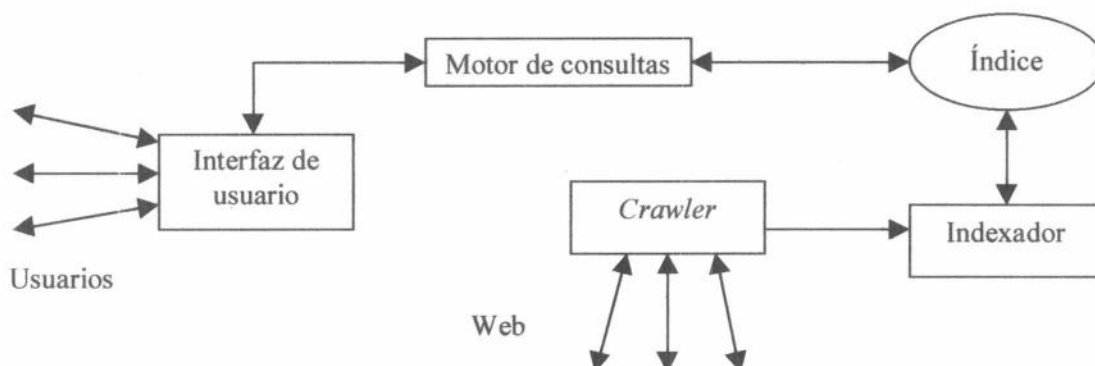 Motor de consultas
Índice
Interfaz de
usuario
Crawler
Indexador
Usuarios
Web